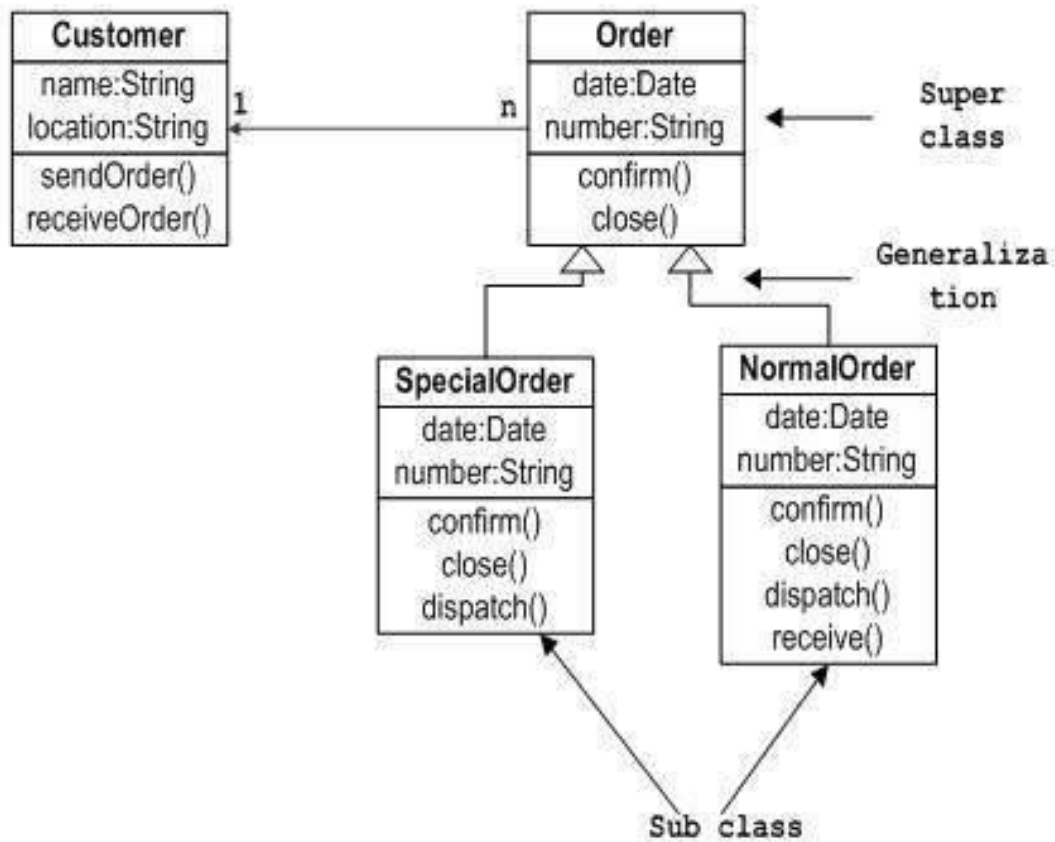 Customer
name:String
location:String
sendOrder()
receiveOrder()
1
n
Order
date:Date
number:String
confirm()
close()
Super
class
Generaliza
tion
SpecialOrder
date:Date
number:String
confirm()
close()
dispatch()
NormalOrder
date:Date
number:String
confirm()
close()
dispatch()
receive()
Sub class